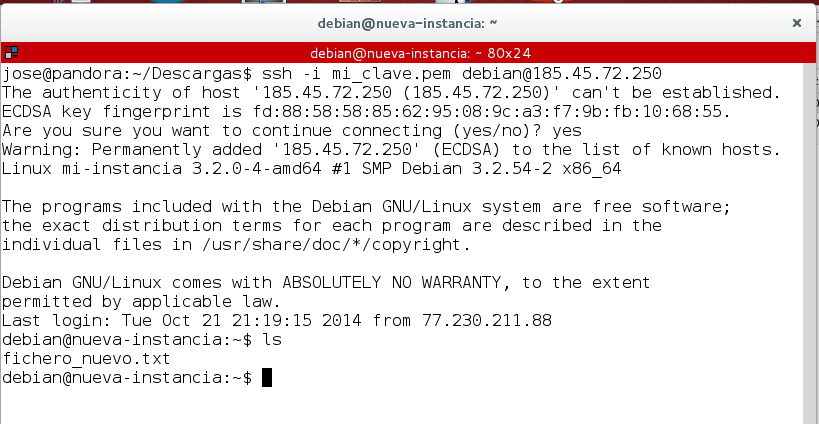 debian@nueva-instancia: ~
debian@nueva-instancia: ~ 80x24
jose@pandora:~/Descargas$ ssh -i mi_clave.pem debian@185.45.72.250
The authenticity of host '185.45.72.250 (185.45.72.250)' can't be established.
ECDSA key fingerprint is fd:88:58:58:85:62:95:08:9c:a3:f7:9b:fb:10:68:55.
Are you sure you want to continue connecting (yes/no)? yes
Warning: Permanently added '185.45.72.250' (ECDSA) to the list of known hosts.
Linux mi-instancia 3.2.0-4-amd64 #1 SMP Debian 3.2.54-2 x86_64
The programs included with the Debian GNU/Linux system are free software;
the exact distribution terms for each program are described in the
individual files in /usr/share/doc/*/copyright.
Debian GNU/Linux comes with ABSOLUTELY NO WARRANTY, to the extent
permitted by applicable law.
Last login: Tue Oct 21 21:19:15 2014 from 77.230.211.88
debian@nueva-instancia:~$ ls
fichero_nuevo.txt
debian@nueva-instancia:~$